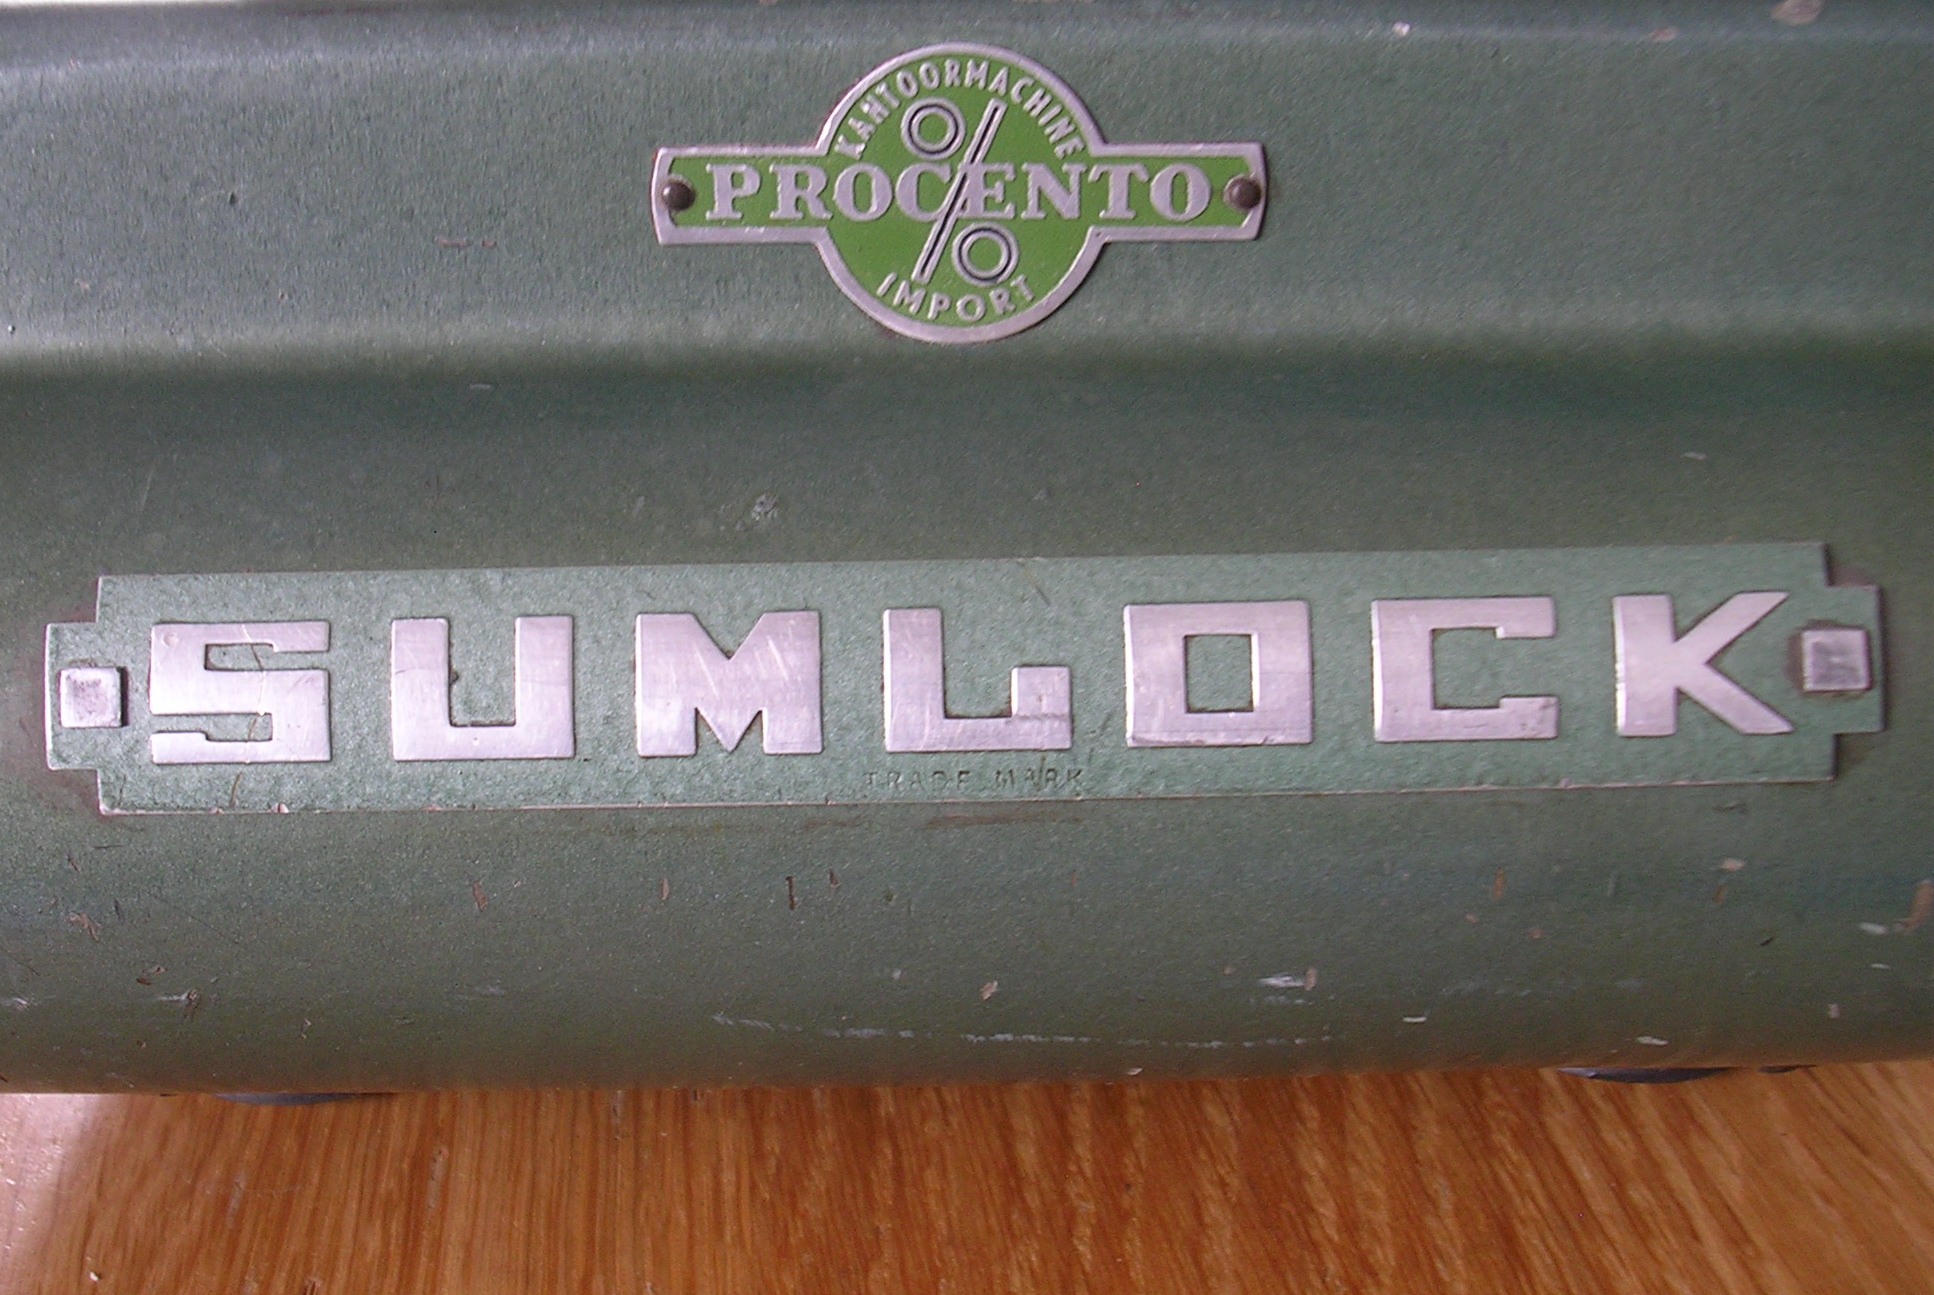 KANTOORMACHINE
PROCENTO
IMPORT
SUMLOCK
TRADE MARK